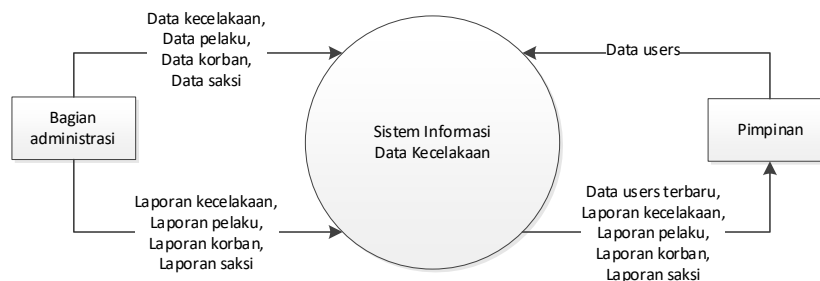 Data kecelakaan,
Data pelaku,
Data korban,
Data saksi
Data users
Bagian
administrasi
Sistem Informasi
Data Kecelakaan
Pimpinan
Laporan kecelakaan,
Laporan pelaku,
Laporan korban,
Laporan saksi
Data users terbaru,
Laporan kecelakaan,
Laporan pelaku,
Laporan korban,
Laporan saksi